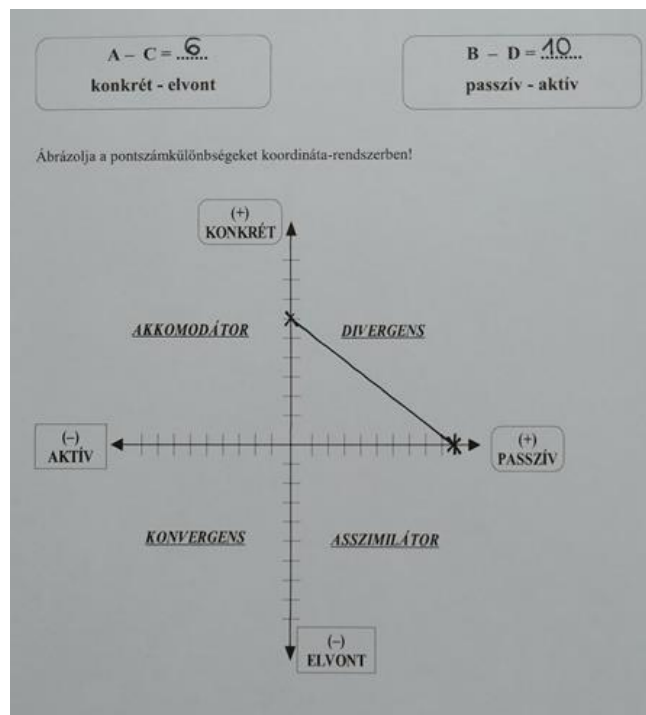 A – C = 6
konkrét - elvont
B – D = 10
passzív - aktív
Ábrázolja a pontszámkülönbségeket koordináta-rendszerben!
(+)
KONKRÉT
AKKOMODÁTOR
DIVERGENS
(–)
AKTÍV
(+)
PASSZÍV
KONVERGENS
ASSZIMILÁTOR
(–)
ELVONT